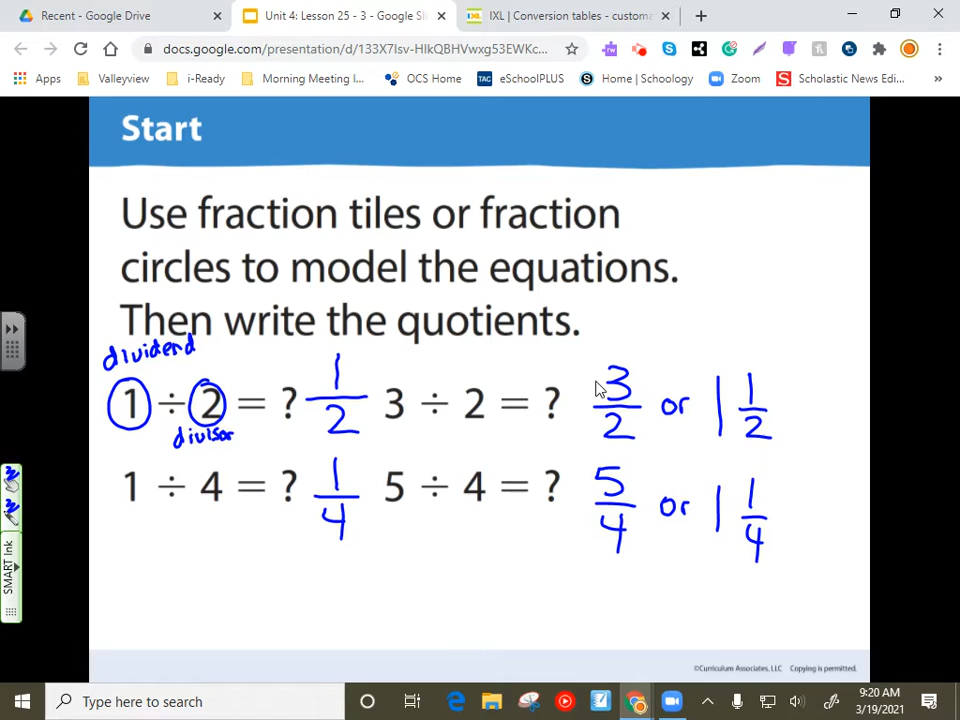 Recent - Google Drive
Unit 4: Lesson 25 - 3 - Google Sli
IXL | Conversion tables - custom
docs.google.com/presentation/d/133X7Isv-HIkQBHVwxg53EWKc...
Apps Valleyview i-Ready Morning Meeting I... OCS Home TAC eSchoolPLUS S Home | Schoology Zoom S Scholastic News Edi... »
Start
Use fraction tiles or fraction
circles to model the equations.
Then write the quotients.
dividend
1 ÷ 2 = ? 1/2 3 ÷ 2 = ? 3/2 or 1 1/2
divisor
1 ÷ 4 = ? 1/4 5 ÷ 4 = ? 5/4 or 1 1/4
SMART Ink
©Curriculum Associates, LLC Copying is permitted.
Type here to search
9:20 AM
3/19/2021